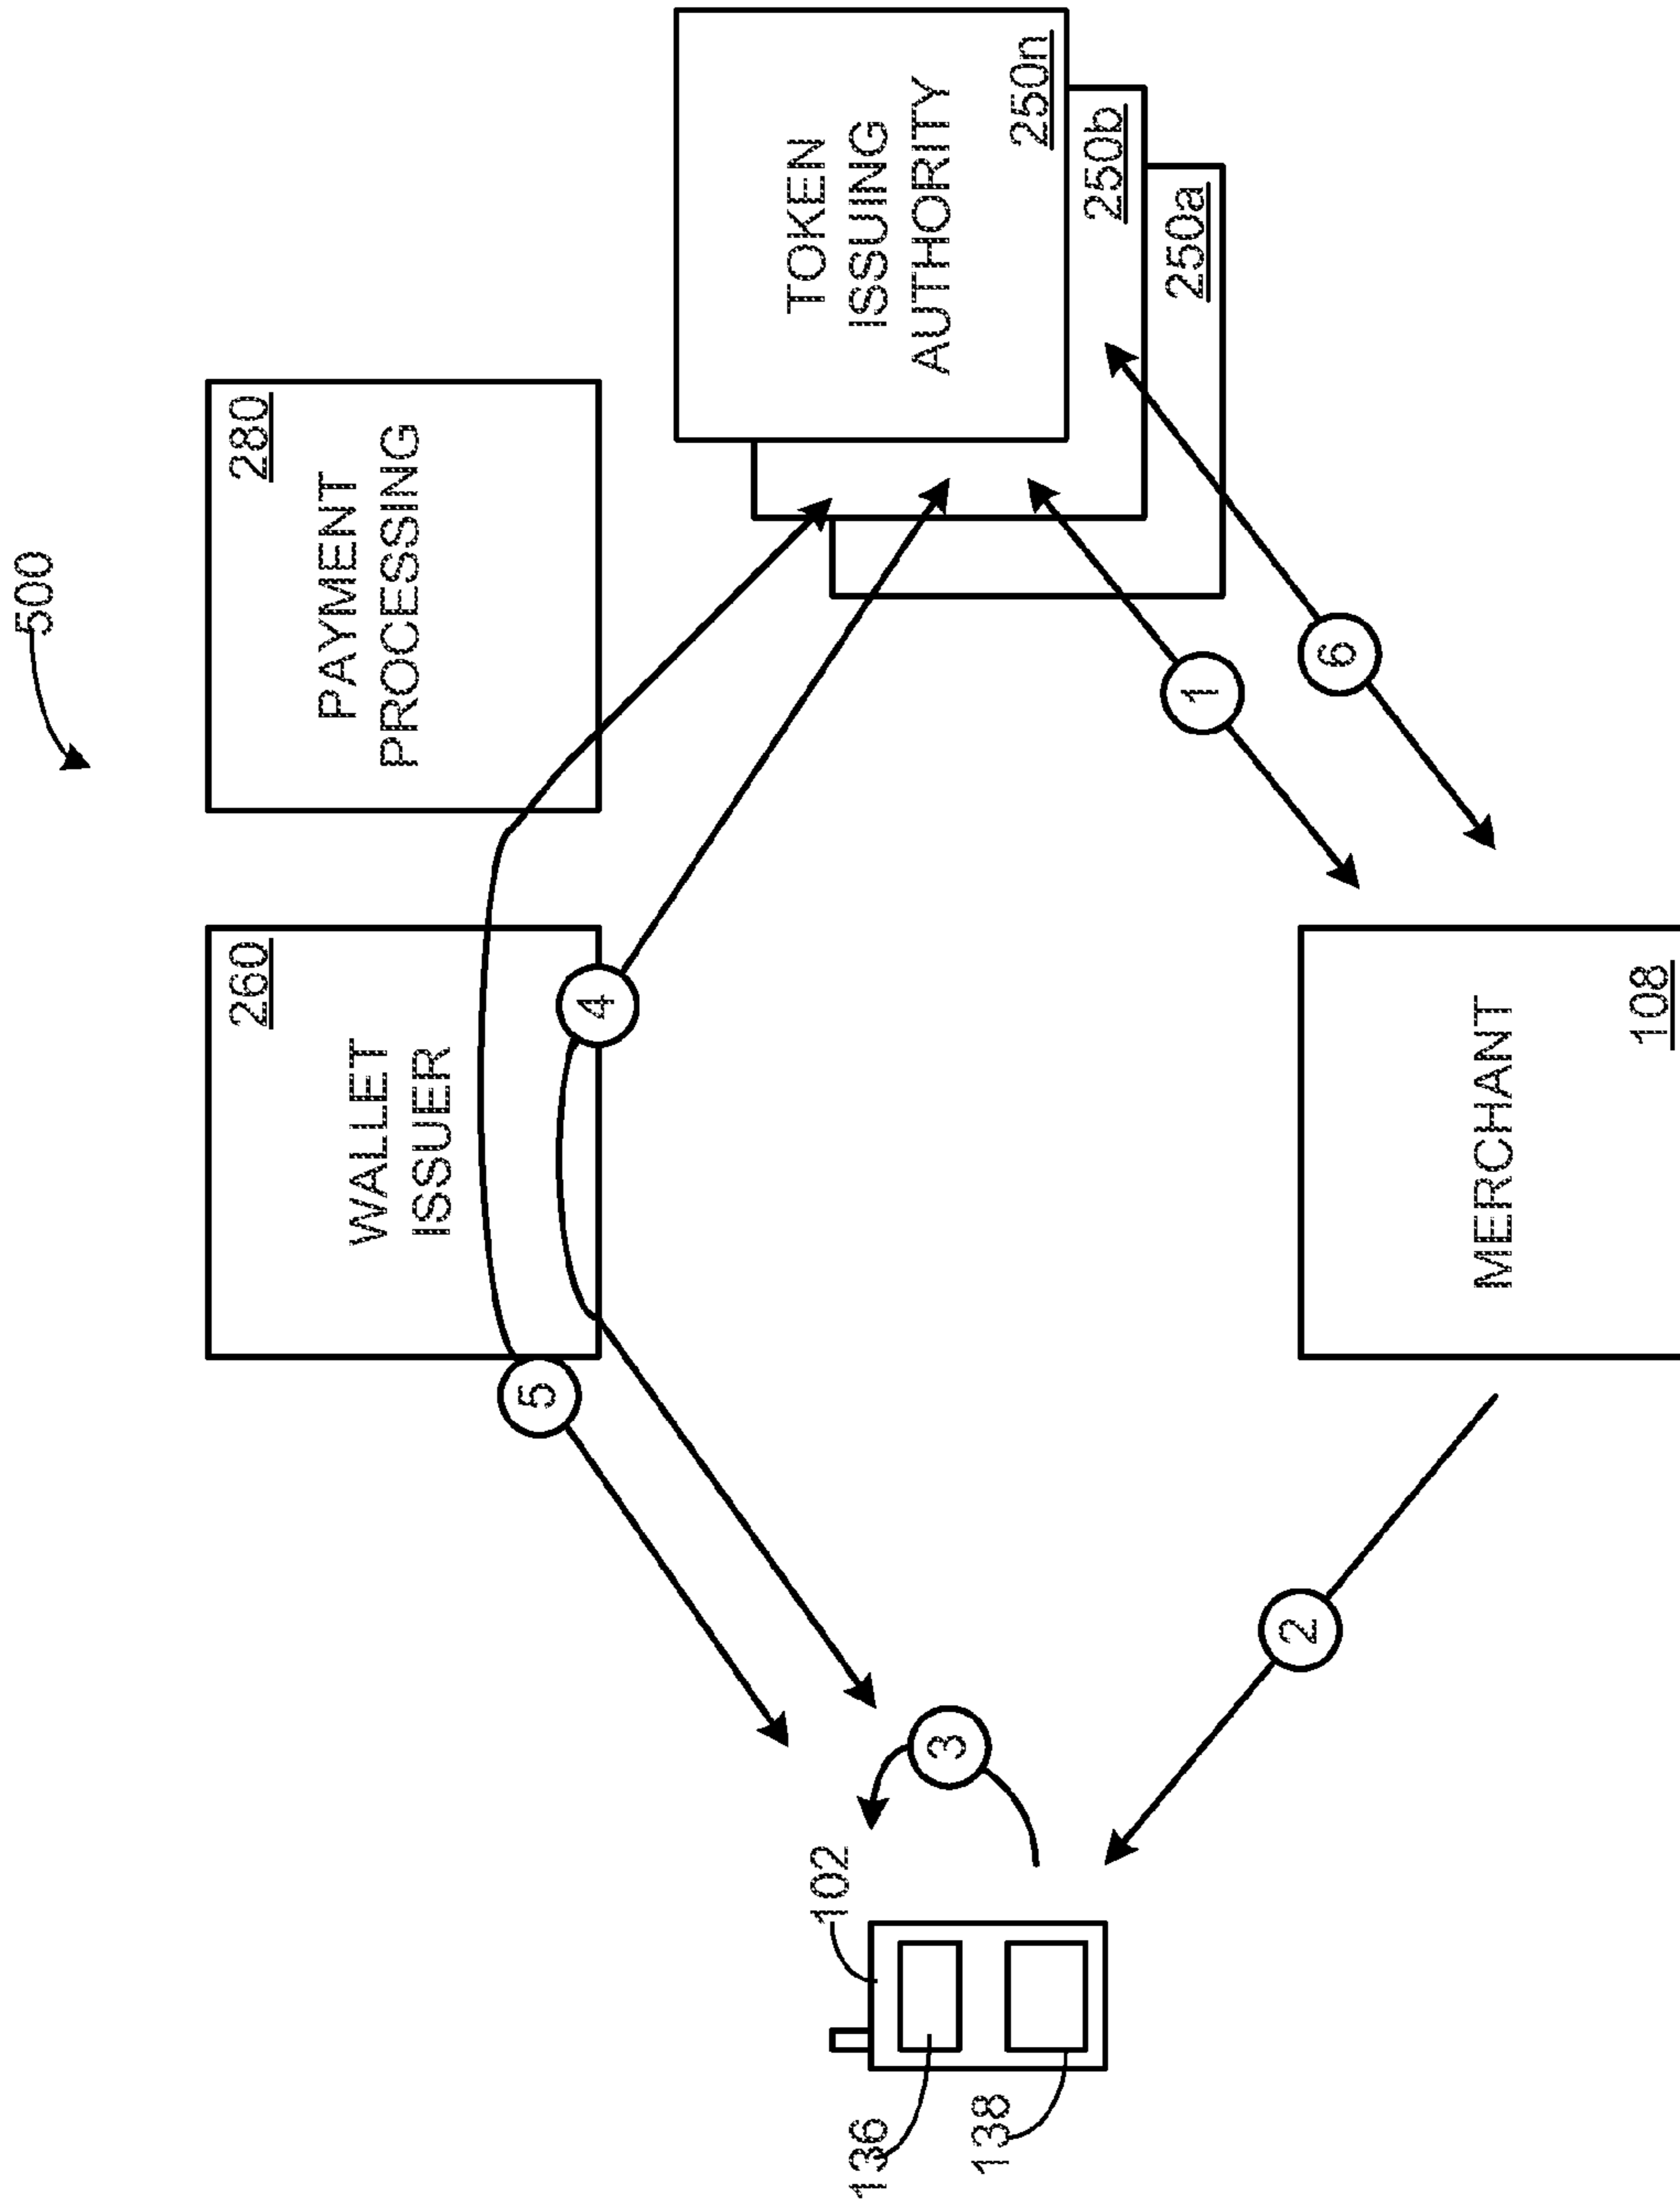 500
260
WALLET
ISSUER
280
PAYMENT
PROCESSING
5
4
102
136
138
3
TOKEN
ISSUING
AUTHORITY
250n
250b
250a
1
6
2
MERCHANT
108